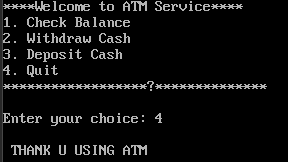 ****Welcome to ATM Service****
1. Check Balance
2. Withdraw Cash
3. Deposit Cash
4. Quit
******************?**************
Enter your choice: 4
THANK U USING ATM